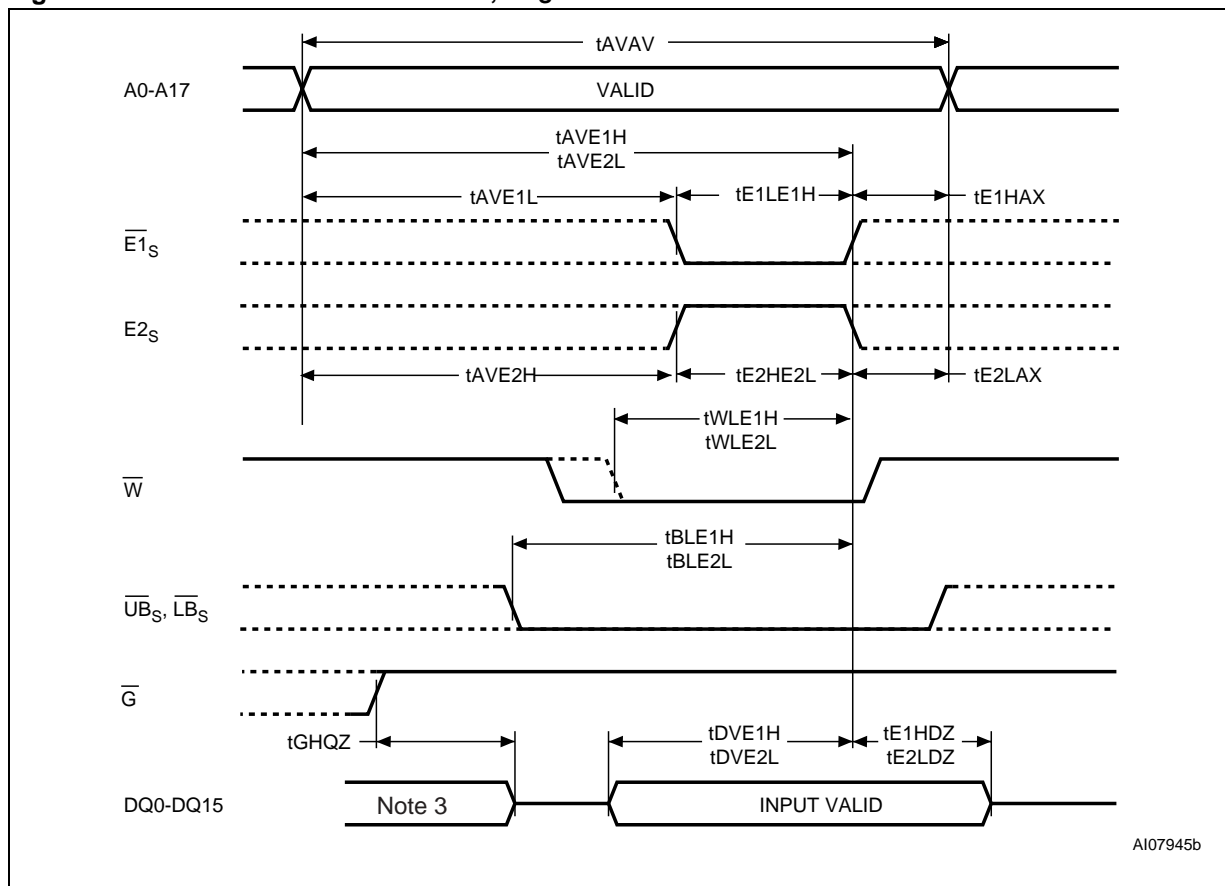 tAVAV
A0-A17
VALID
tAVE1H
tAVE2L
tAVE1L
tE1LE1H
tE1HAX
E1S
E2S
tAVE2H
tE2HE2L
tE2LAX
tWLE1H
tWLE2L
W
tBLE1H
tBLE2L
UBS, LBS
G
tGHQZ
tDVE1H
tDVE2L
tE1HDZ
tE2LDZ
DQ0-DQ15
Note 3
INPUT VALID
AI07945b